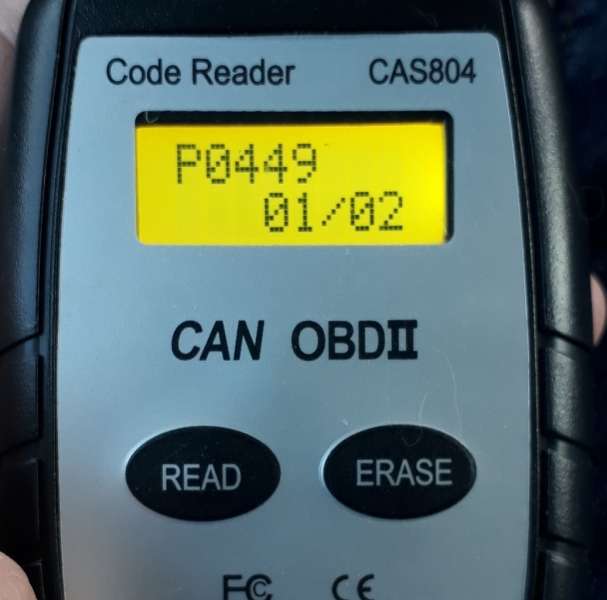 Code Reader CAS804
P0449
01/02
CAN OBDII
READ ERASE
FC CE